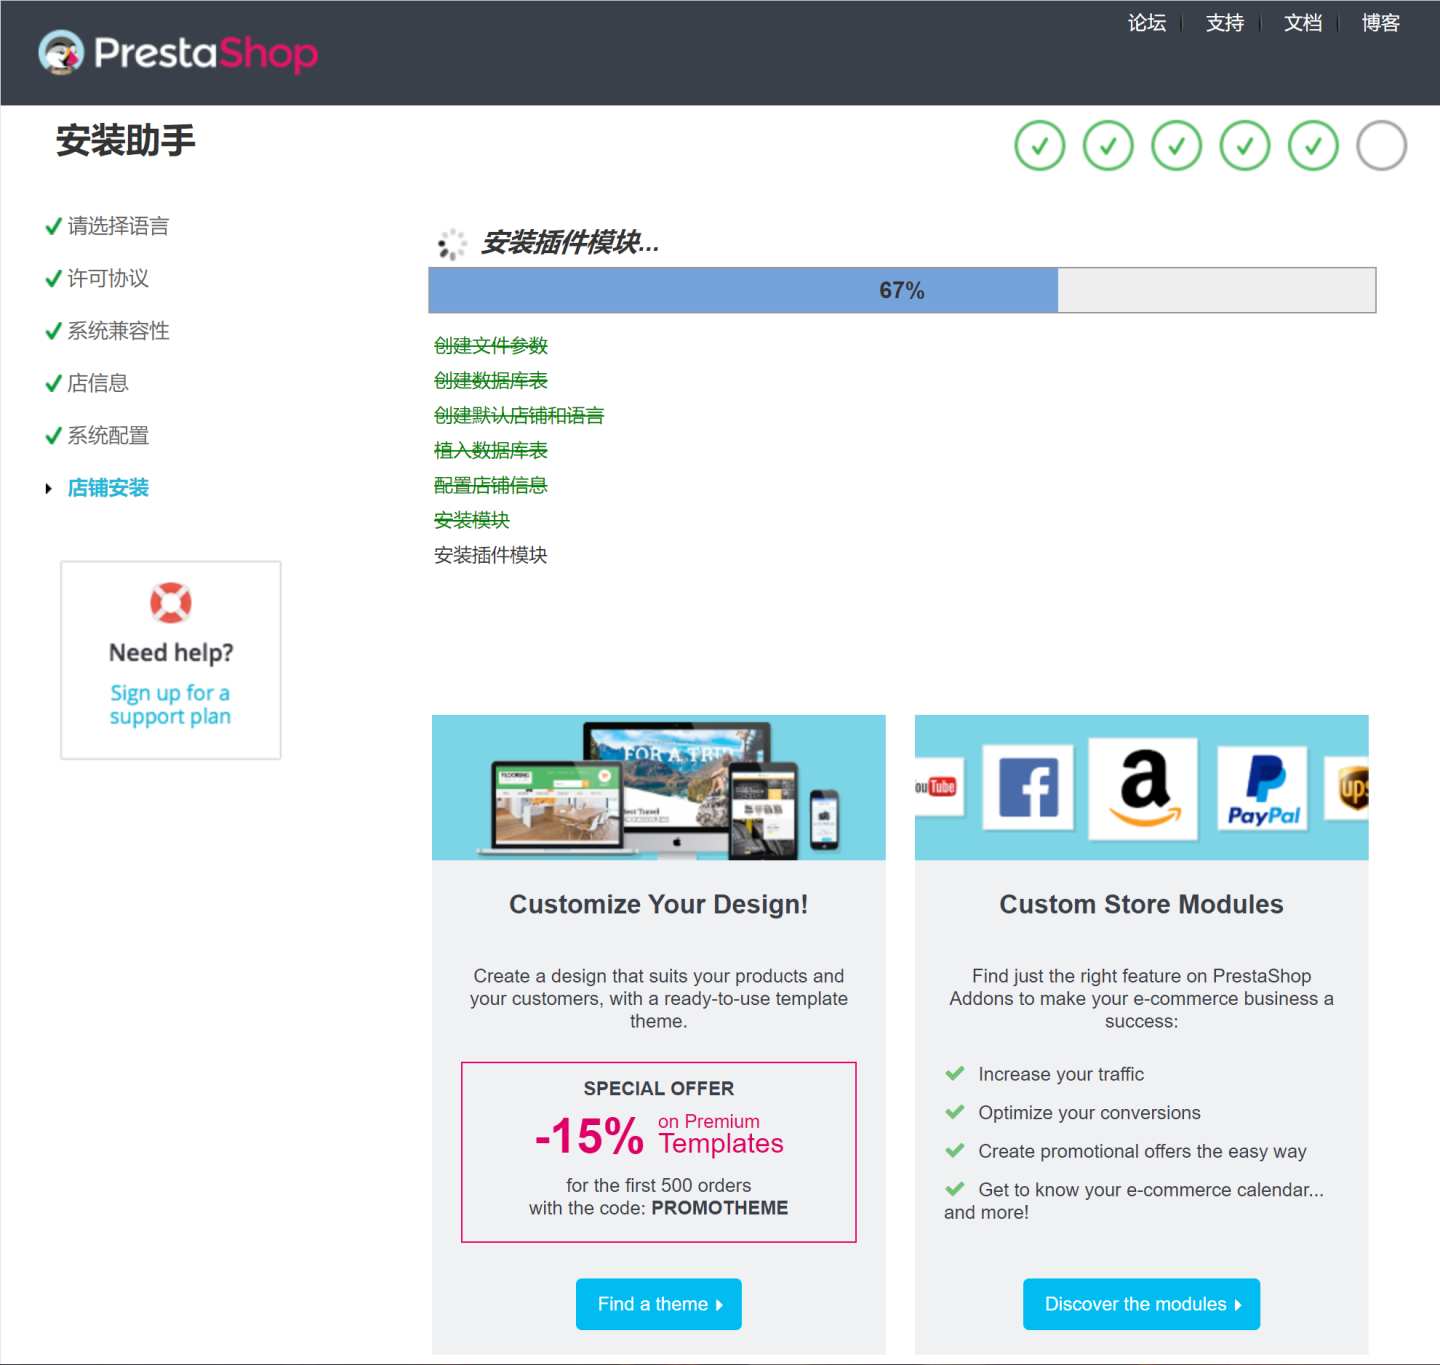 论坛 支持 文档 博客
PrestaShop
安装助手
请选择语言
许可协议
系统兼容性
店信息
系统配置
店铺安装
Need help?
Sign up for a
support plan
安装插件模块...
67%
创建文件参数
创建数据库表
创建默认店铺和语言
植入数据库表
配置店铺信息
安装模块
安装插件模块
FOR A TRIP
FLOORING
Customize Your Design!
Create a design that suits your products and
your customers, with a ready-to-use template
theme.
SPECIAL OFFER
-15% on Premium
Templates
for the first 500 orders
with the code: PROMOTHEME
Find a theme
ouTube
PayPal
ups
Custom Store Modules
Find just the right feature on PrestaShop
Addons to make your e-commerce business a
success:
Increase your traffic
Optimize your conversions
Create promotional offers the easy way
Get to know your e-commerce calendar...
and more!
Discover the modules